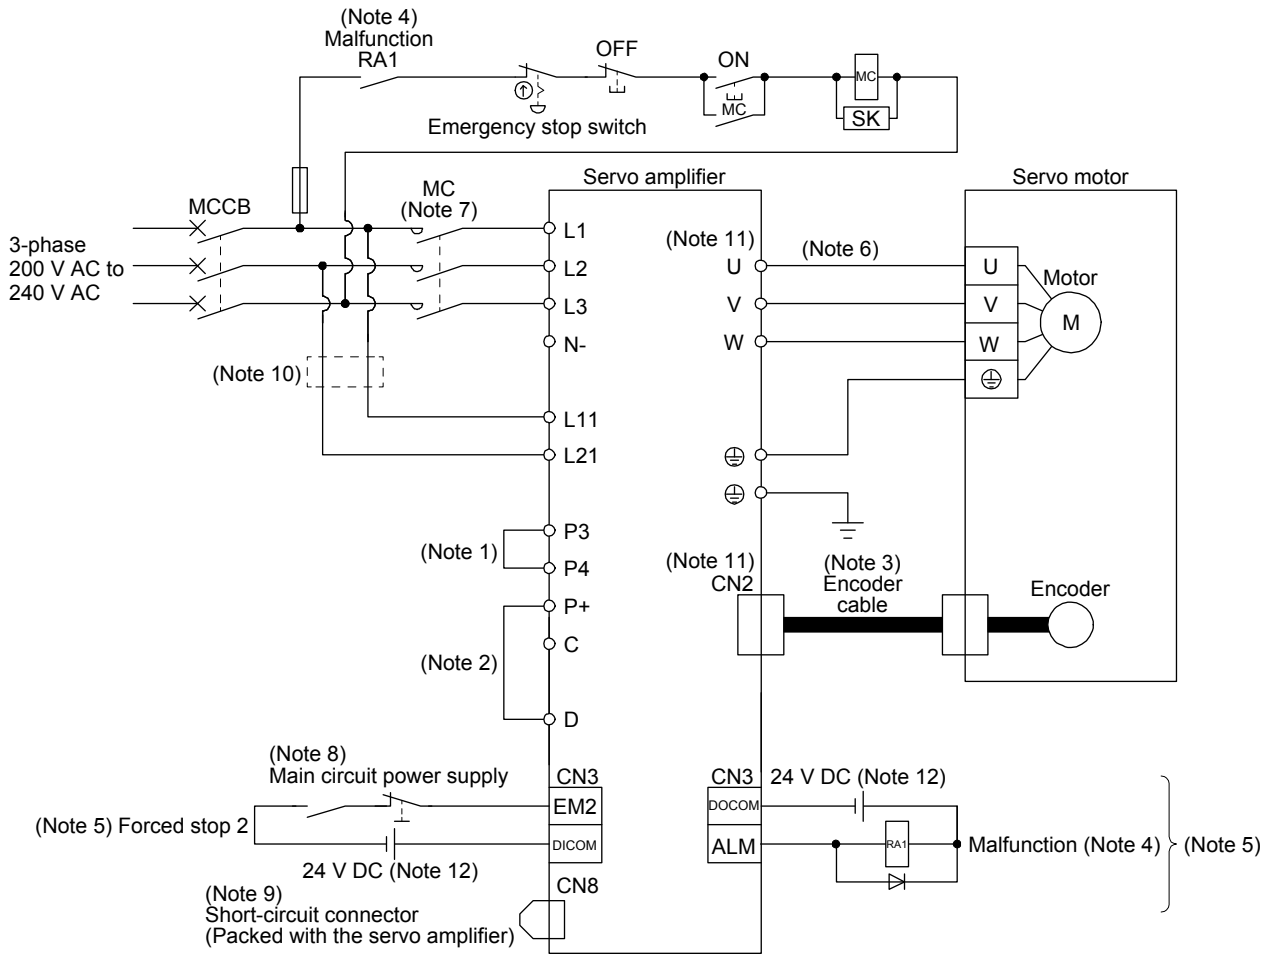 (Note 4)
Malfunction
RA1
OFF
ON
MC
MC
SK
Emergency stop switch
MCCB
MC
(Note 7)
Servo amplifier
Servo motor
3-phase
200 V AC to
240 V AC
L1
L2
L3
N-
(Note 10)
L11
L21
(Note 11)
U
V
W
(Note 6)
U
V
W
Motor
M
(Note 1)
P3
P4
(Note 2)
P+
C
D
(Note 11)
CN2
(Note 3)
Encoder
cable
Encoder
(Note 8)
Main circuit power supply
(Note 5) Forced stop 2
24 V DC (Note 12)
CN3
EM2
DICOM
CN3
24 V DC (Note 12)
DOCOM
ALM
RA1
Malfunction (Note 4)
(Note 5)
(Note 9)
Short-circuit connector
(Packed with the servo amplifier)
CN8